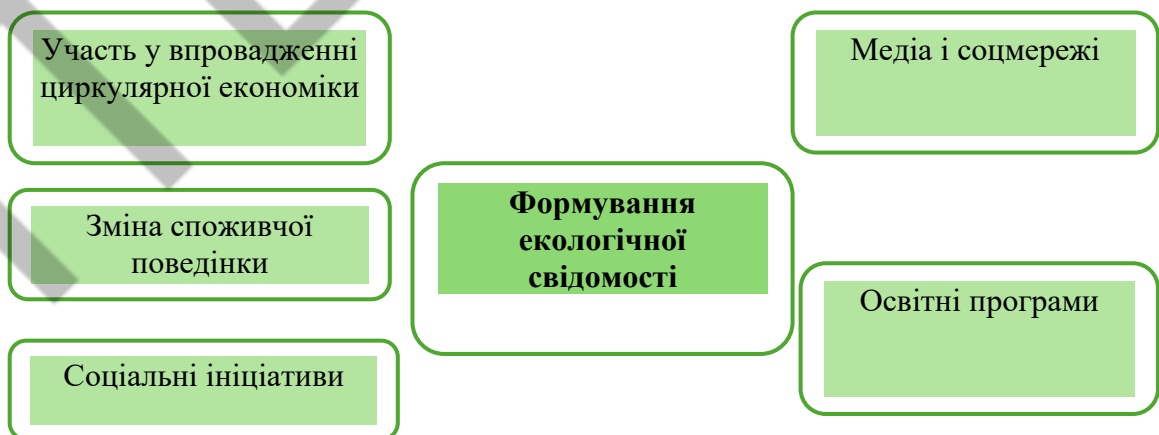 Участь у впровадженні
циркулярної економіки
Медіа і соцмережі
Формування
екологічної
свідомості
Зміна споживчої
поведінки
Освітні програми
Соціальні ініціативи